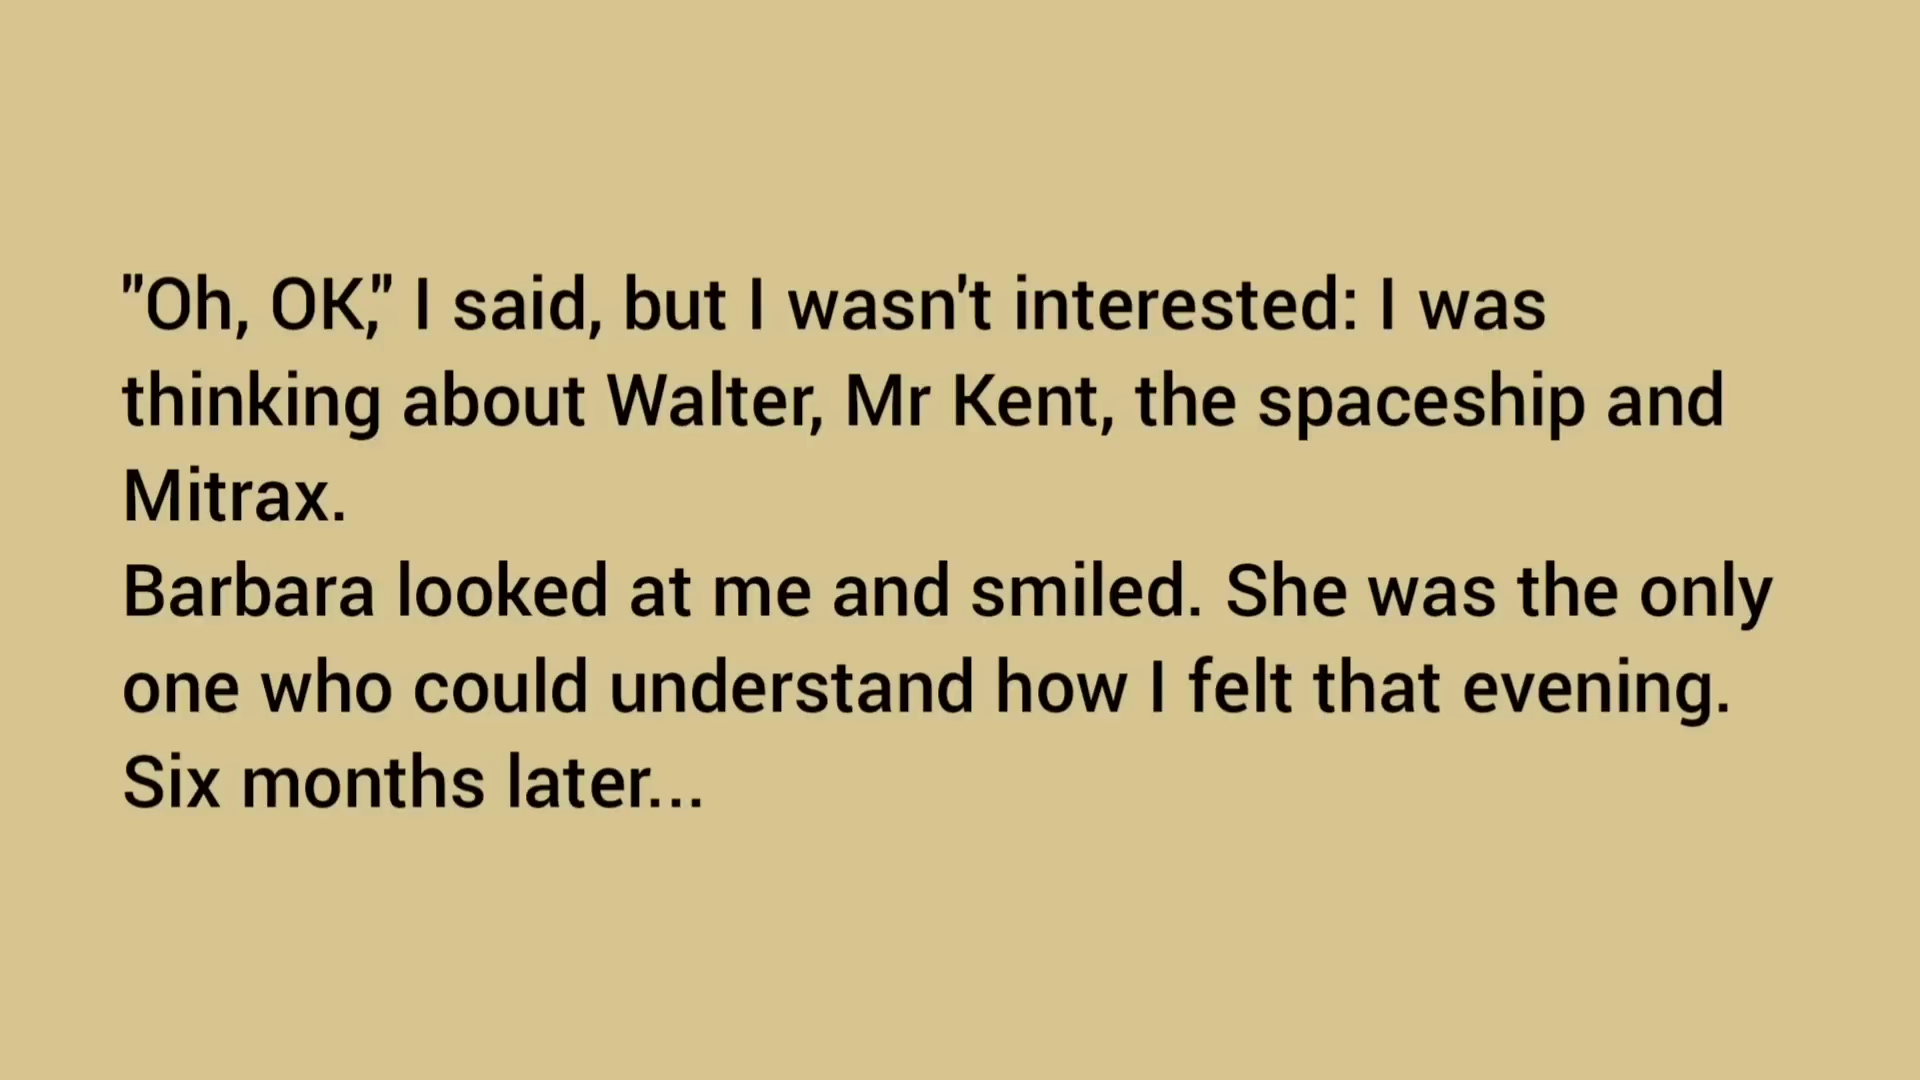 "Oh, OK," I said, but I wasn't interested: I was
thinking about Walter, Mr Kent, the spaceship and
Mitrax.
Barbara looked at me and smiled. She was the only
one who could understand how I felt that evening.
Six months later...